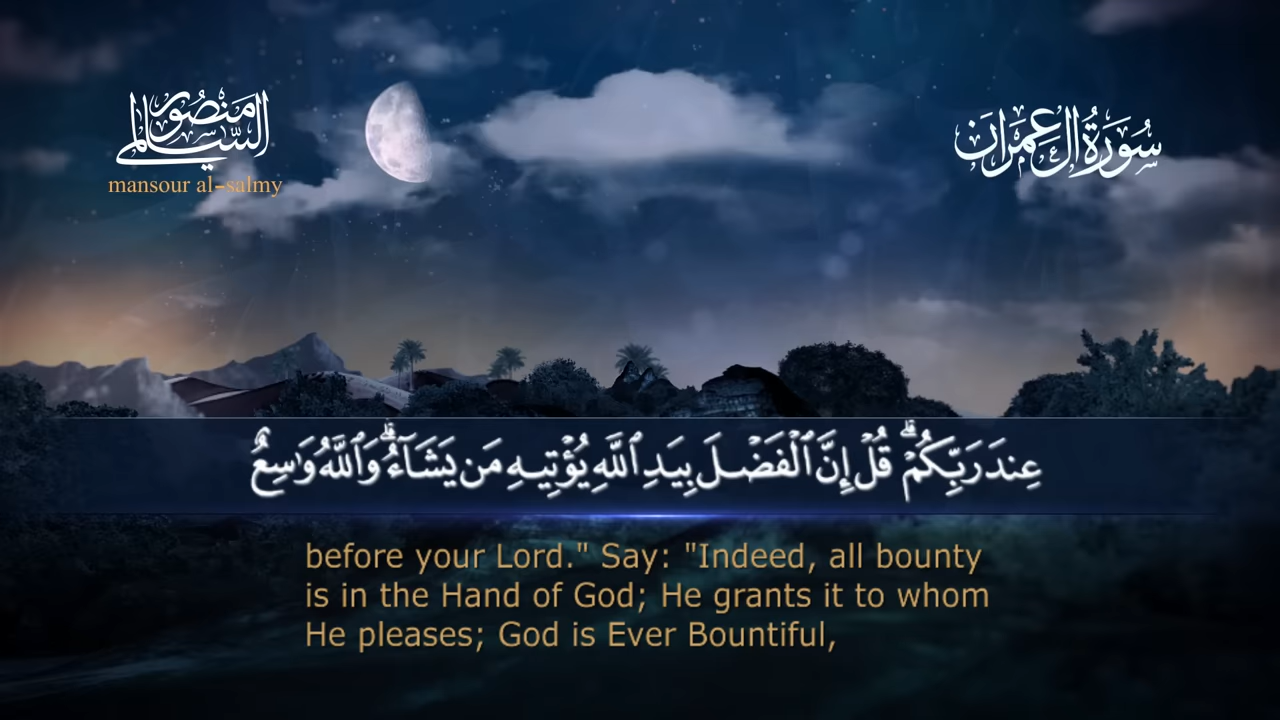 منصور
السالمي
mansour al-salmy
سُورَةُ آلِ عِمْرَان
عِندَ رَبِّكُمْ ۗ قُلْ إِنَّ ٱلْفَضْلَ بِيَدِ ٱللَّهِ يُؤْتِيهِ مَن يَشَآءُ ۗ وَٱللَّهُ وَٰسِعٌ
before your Lord." Say: "Indeed, all bounty
is in the Hand of God; He grants it to whom
He pleases; God is Ever Bountiful,